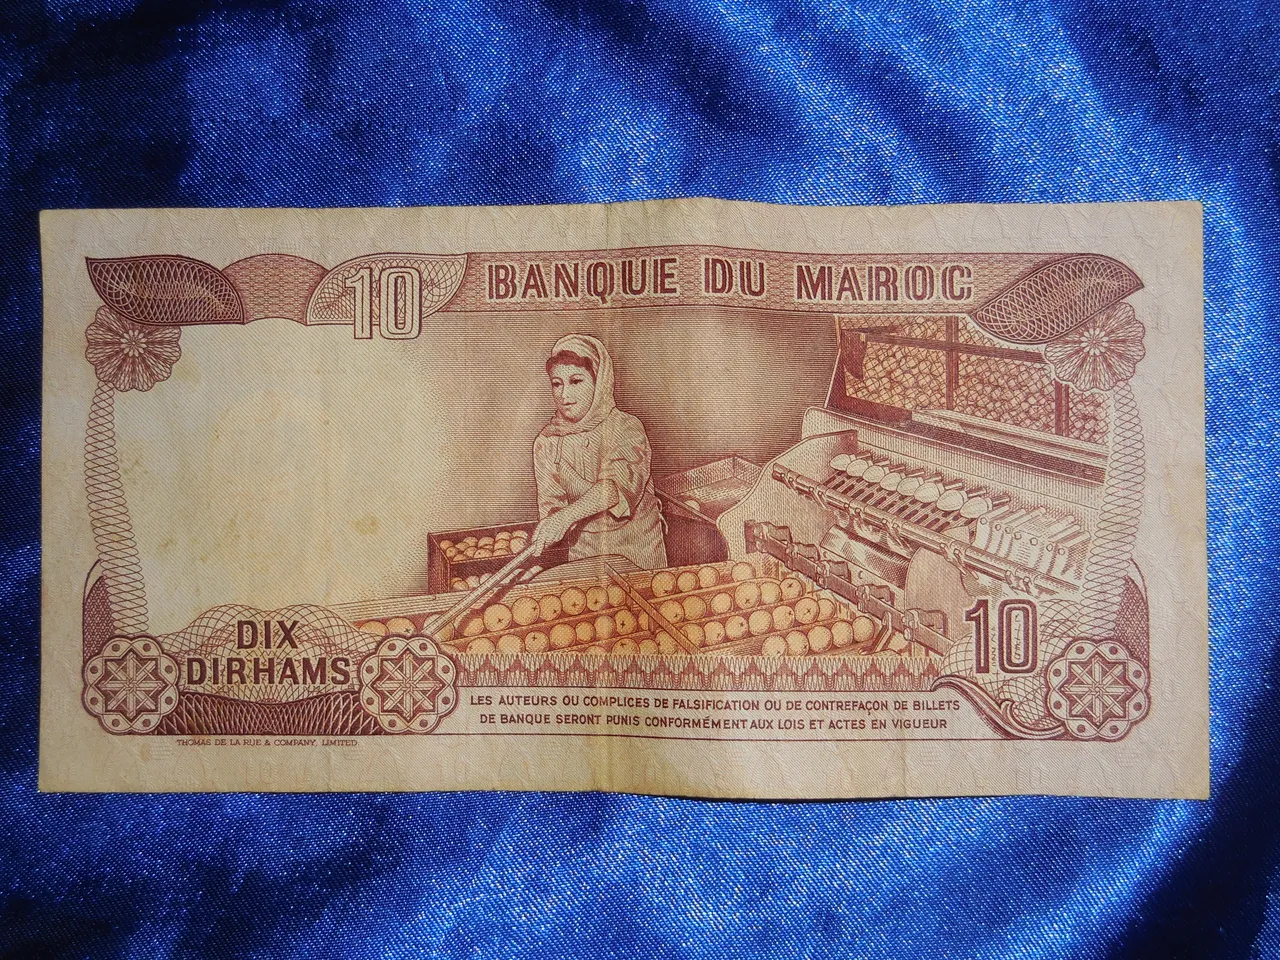 10
BANQUE DU MAROC
DIX
DIRHAMS
10
LES AUTEURS OU COMPLICES DE FALSIFICATION OU DE CONTREFAÇON DE BILLETS
DE BANQUE SERONT PUNIS CONFORMÉMENT AUX LOIS ET ACTES EN VIGUEUR
THOMAS DE LA RUE & COMPANY, LIMITED